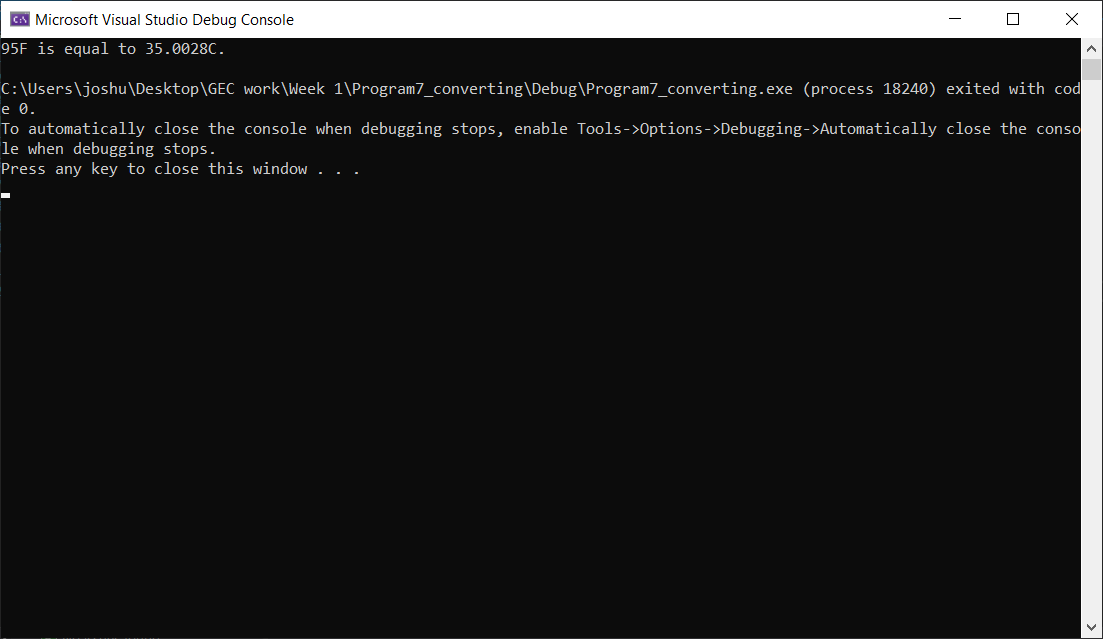 Microsoft Visual Studio Debug Console
95F is equal to 35.0028C.
C:\Users\joshu\Desktop\GEC work\Week 1\Program7_converting\Debug\Program7_converting.exe (process 18240) exited with cod
e 0.
To automatically close the console when debugging stops, enable Tools->Options->Debugging->Automatically close the conso
le when debugging stops.
Press any key to close this window . . .